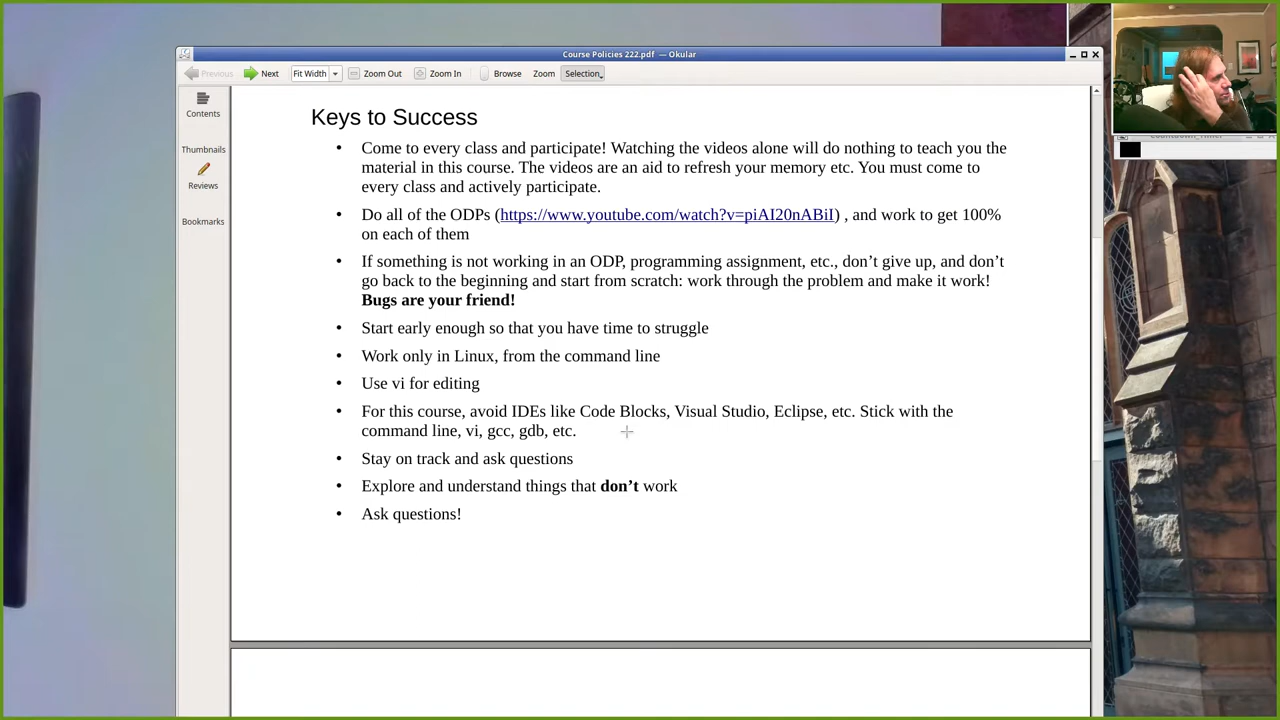 Course Policies 222.pdf — Okular
Previous
Next
Fit Width
Zoom Out
Zoom In
Browse
Zoom
Selection
Contents
Thumbnails
Reviews
Bookmarks
Keys to Success
• Come to every class and participate! Watching the videos alone will do nothing to teach you the
material in this course. The videos are an aid to refresh your memory etc. You must come to
every class and actively participate.
• Do all of the ODPs (https://www.youtube.com/watch?v=piAI20nABiI) , and work to get 100%
on each of them
• If something is not working in an ODP, programming assignment, etc., don’t give up, and don’t
go back to the beginning and start from scratch: work through the problem and make it work!
Bugs are your friend!
• Start early enough so that you have time to struggle
• Work only in Linux, from the command line
• Use vi for editing
• For this course, avoid IDEs like Code Blocks, Visual Studio, Eclipse, etc. Stick with the
command line, vi, gcc, gdb, etc.
• Stay on track and ask questions
• Explore and understand things that don’t work
• Ask questions!